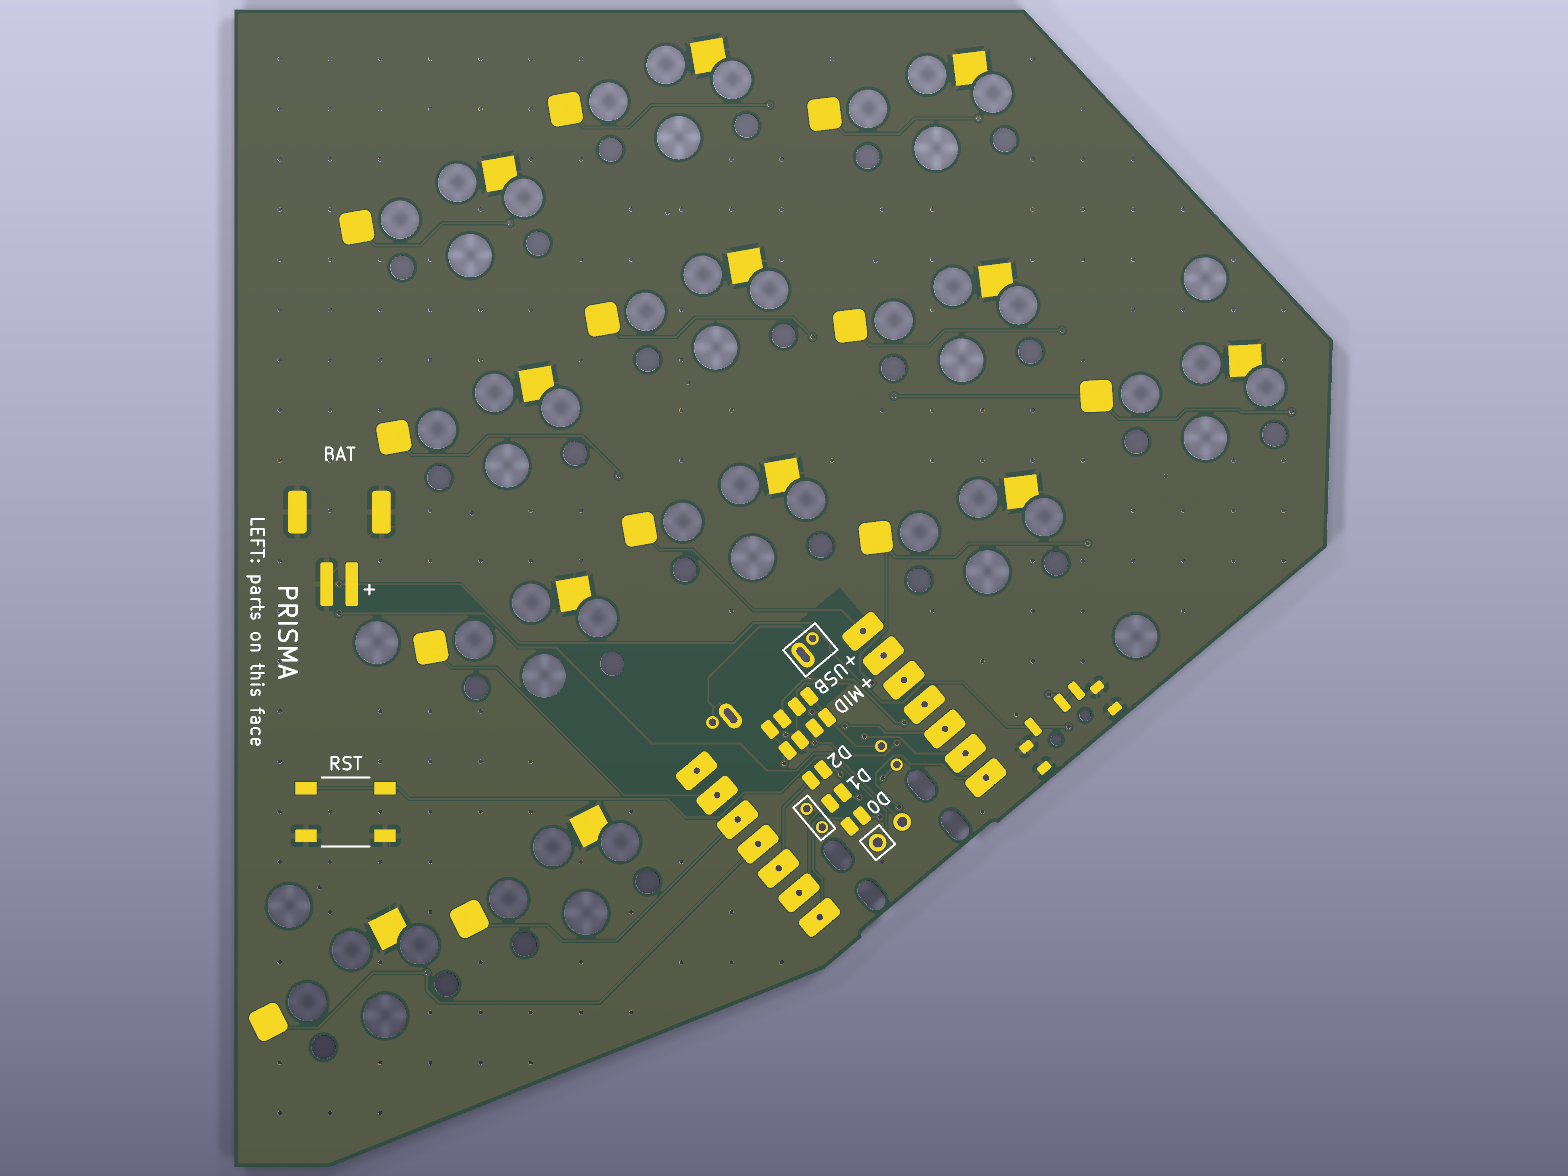 BAT
LEFT: parts on this face
PRISMA
+
RST
+USB
+MID
D2
D1
D0